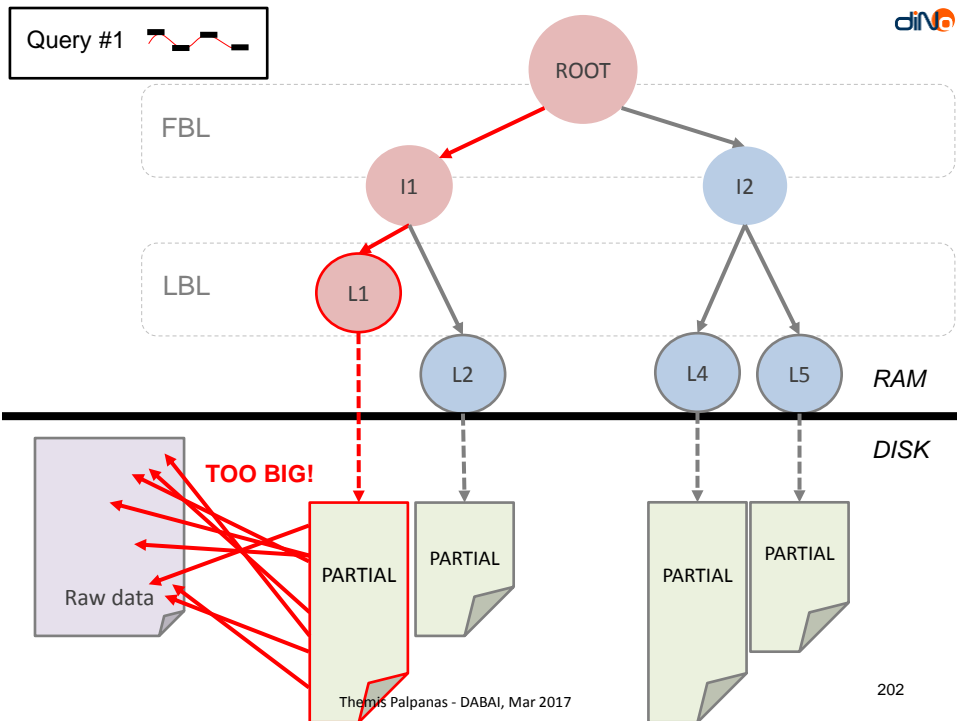 Query #1
diNo
ROOT
FBL
I1
I2
LBL
L1
L2
L4
L5
RAM
DISK
TOO BIG!
Raw data
PARTIAL
PARTIAL
PARTIAL
PARTIAL
Themis Palpanas - DABAI, Mar 2017
202